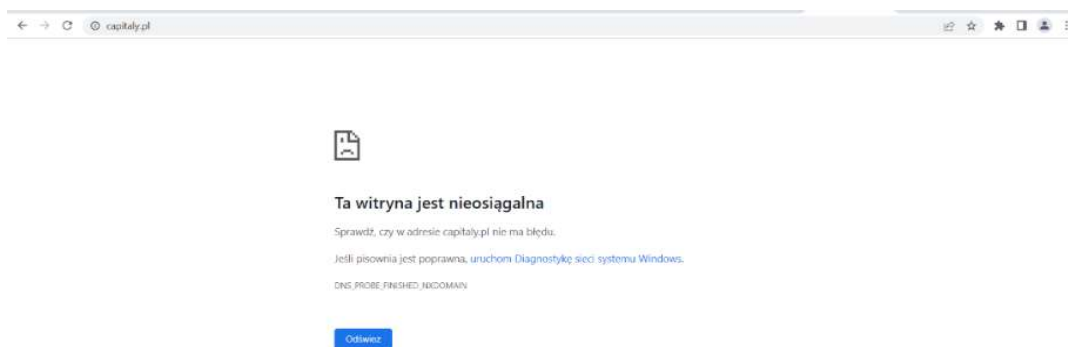 capitaly.pl
Ta witryna jest nieosiągalna
Sprawdź, czy w adresie capitaly.pl nie ma błędu.
Jeśli pisownia jest poprawna, uruchom Diagnostykę sieci systemu Windows.
DNS_PROBE_FINISHED_NXDOMAIN
Odśwież